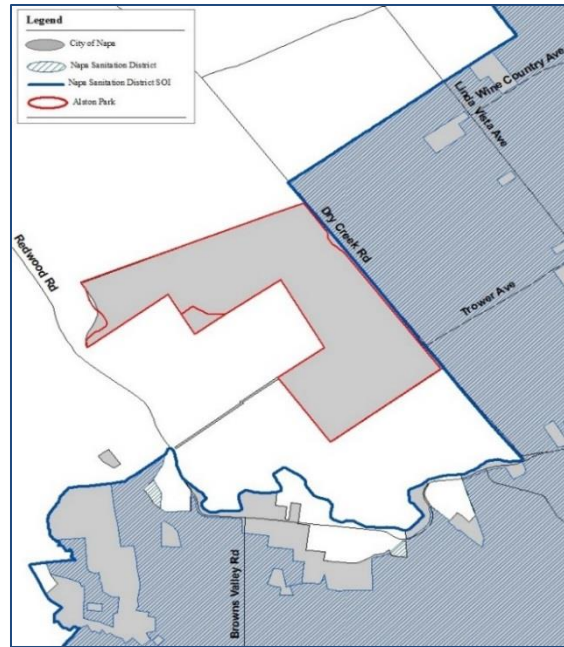 Legend
City of Napa
Napa Sanitation District
Napa Sanitation District SOI
Alston Park
Wine Country Ave
Linda Vista Ave
Dry Creek Rd
Redwood Rd
Trower Ave
Browns Valley Rd